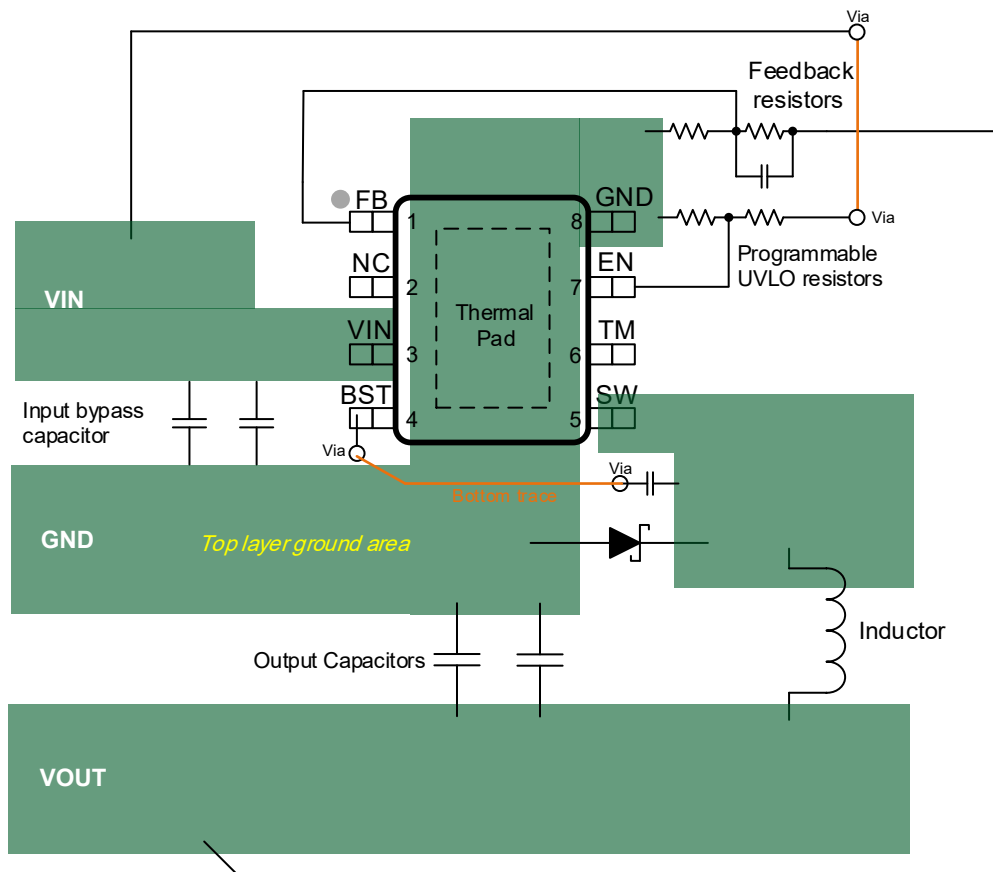 Via
Feedback
resistors
FB
1
8
GND
Via
NC
2
7
EN
Programmable
UVLO resistors
VIN
VIN
3
Thermal
Pad
6
TM
BST
4
5
SW
Input bypass
capacitor
Via
Via
Bottom trace
GND
Top layer ground area
Inductor
Output Capacitors
VOUT